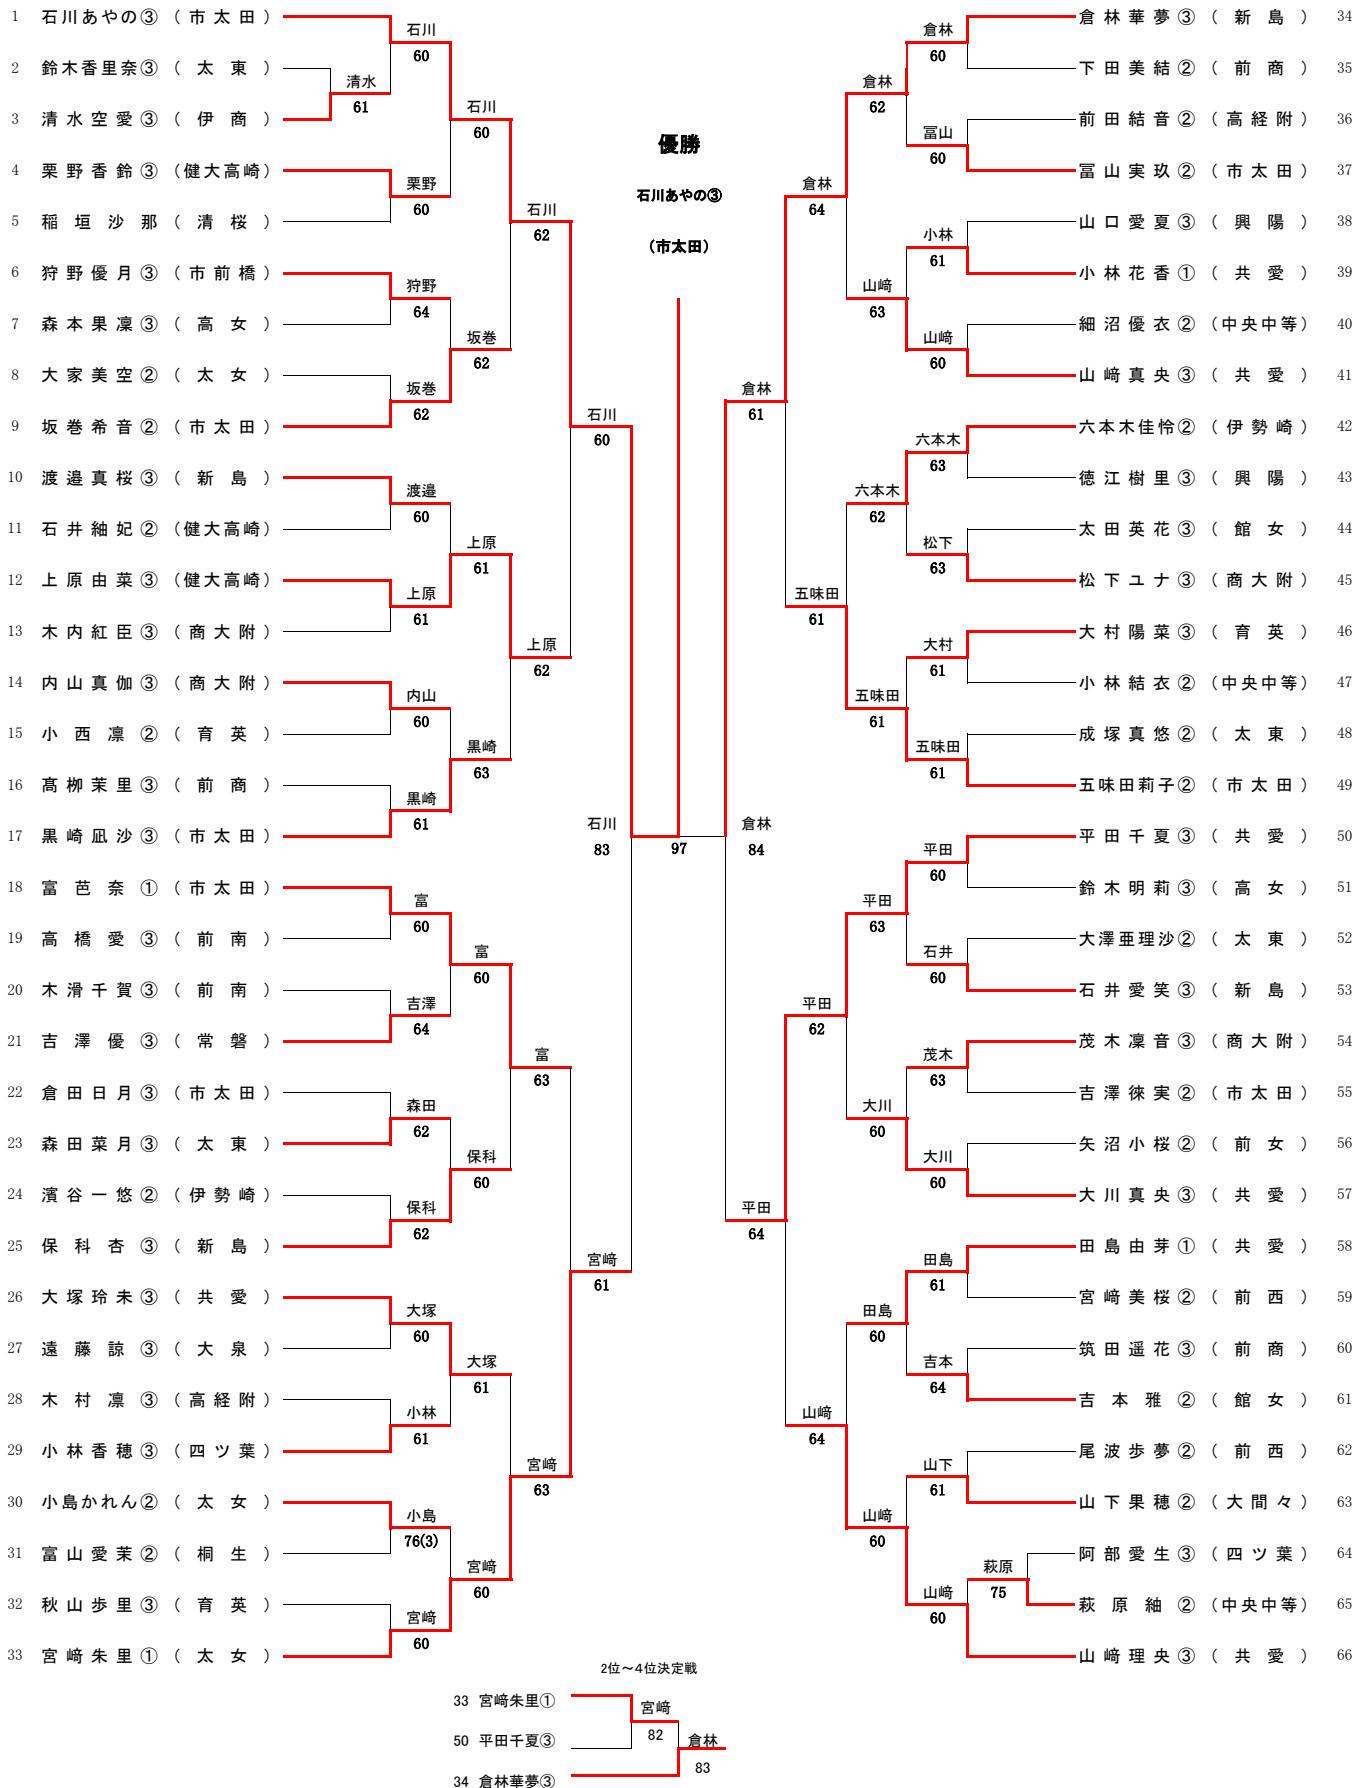 優勝
石川あやの③
(市太田)
1 石川あやの③ (市太田)
2 鈴木香里奈③ (太東)
3 清水空愛③ (伊商)
4 栗野香鈴③ (健大高崎)
5 稲垣沙那 (清桜)
6 狩野優月③ (市前橋)
7 森本果凜③ (高女)
8 大家美空② (太女)
9 坂巻希音② (市太田)
10 渡邉真桜③ (新島)
11 石井紬妃② (健大高崎)
12 上原由菜③ (健大高崎)
13 木内紅臣③ (商大附)
14 内山真伽③ (商大附)
15 小西凛② (育英)
16 髙栁茉里③ (前商)
17 黒崎凪沙③ (市太田)
18 富芭奈① (市太田)
19 高橋愛③ (前南)
20 木滑千賀③ (前南)
21 吉澤優③ (常磐)
22 倉田日月③ (市太田)
23 森田菜月③ (太東)
24 濱谷一悠② (伊勢崎)
25 保科杏③ (新島)
26 大塚玲未③ (共愛)
27 遠藤諒③ (大泉)
28 木村凛③ (高経附)
29 小林香穂③ (四ツ葉)
30 小島かれん② (太女)
31 富山愛茉② (桐生)
32 秋山歩里③ (育英)
33 宮﨑朱里① (太女)
清水
61
石川
60
栗野
60
狩野
64
坂巻
62
渡邉
60
上原
61
内山
60
黒崎
61
富
60
吉澤
64
森田
62
保科
62
大塚
60
小林
61
小島
76(3)
宮﨑
60
石川
60
坂巻
62
上原
61
黒崎
63
富
60
保科
60
大塚
61
宮﨑
60
石川
62
上原
62
富
63
宮﨑
63
石川
60
宮﨑
61
石川
83
97
倉林
84
倉林
61
平田
64
倉林
64
五味田
61
平田
62
山﨑
64
倉林
62
山﨑
63
六本木
62
五味田
61
平田
63
大川
60
田島
60
山﨑
60
倉林
60
冨山
60
小林
61
山﨑
60
六本木
63
松下
63
大村
61
五味田
61
平田
60
石井
60
茂木
63
大川
60
田島
61
吉本
64
山下
61
山﨑
60
萩原
75
倉林華夢③ (新島) 34
下田美結② (前商) 35
前田結音② (高経附) 36
冨山実玖② (市太田) 37
山口愛夏③ (興陽) 38
小林花香① (共愛) 39
細沼優衣② (中央中等) 40
山﨑真央③ (共愛) 41
六本木佳怜② (伊勢崎) 42
徳江樹里③ (興陽) 43
太田英花③ (館女) 44
松下ユナ③ (商大附) 45
大村陽菜③ (育英) 46
小林結衣② (中央中等) 47
成塚真悠② (太東) 48
五味田莉子② (市太田) 49
平田千夏③ (共愛) 50
鈴木明莉③ (高女) 51
大澤亜理沙② (太東) 52
石井愛笑③ (新島) 53
茂木凜音③ (商大附) 54
吉澤徠実② (市太田) 55
矢沼小桜② (前女) 56
大川真央③ (共愛) 57
田島由芽① (共愛) 58
宮﨑美桜② (前西) 59
筑田遥花③ (前商) 60
吉本雅② (館女) 61
尾波歩夢② (前西) 62
山下果穂② (大間々) 63
阿部愛生③ (四ツ葉) 64
萩原紬② (中央中等) 65
山﨑理央③ (共愛) 66
2位~4位決定戦
33 宮﨑朱里①
50 平田千夏③
34 倉林華夢③
宮﨑
82
倉林
83